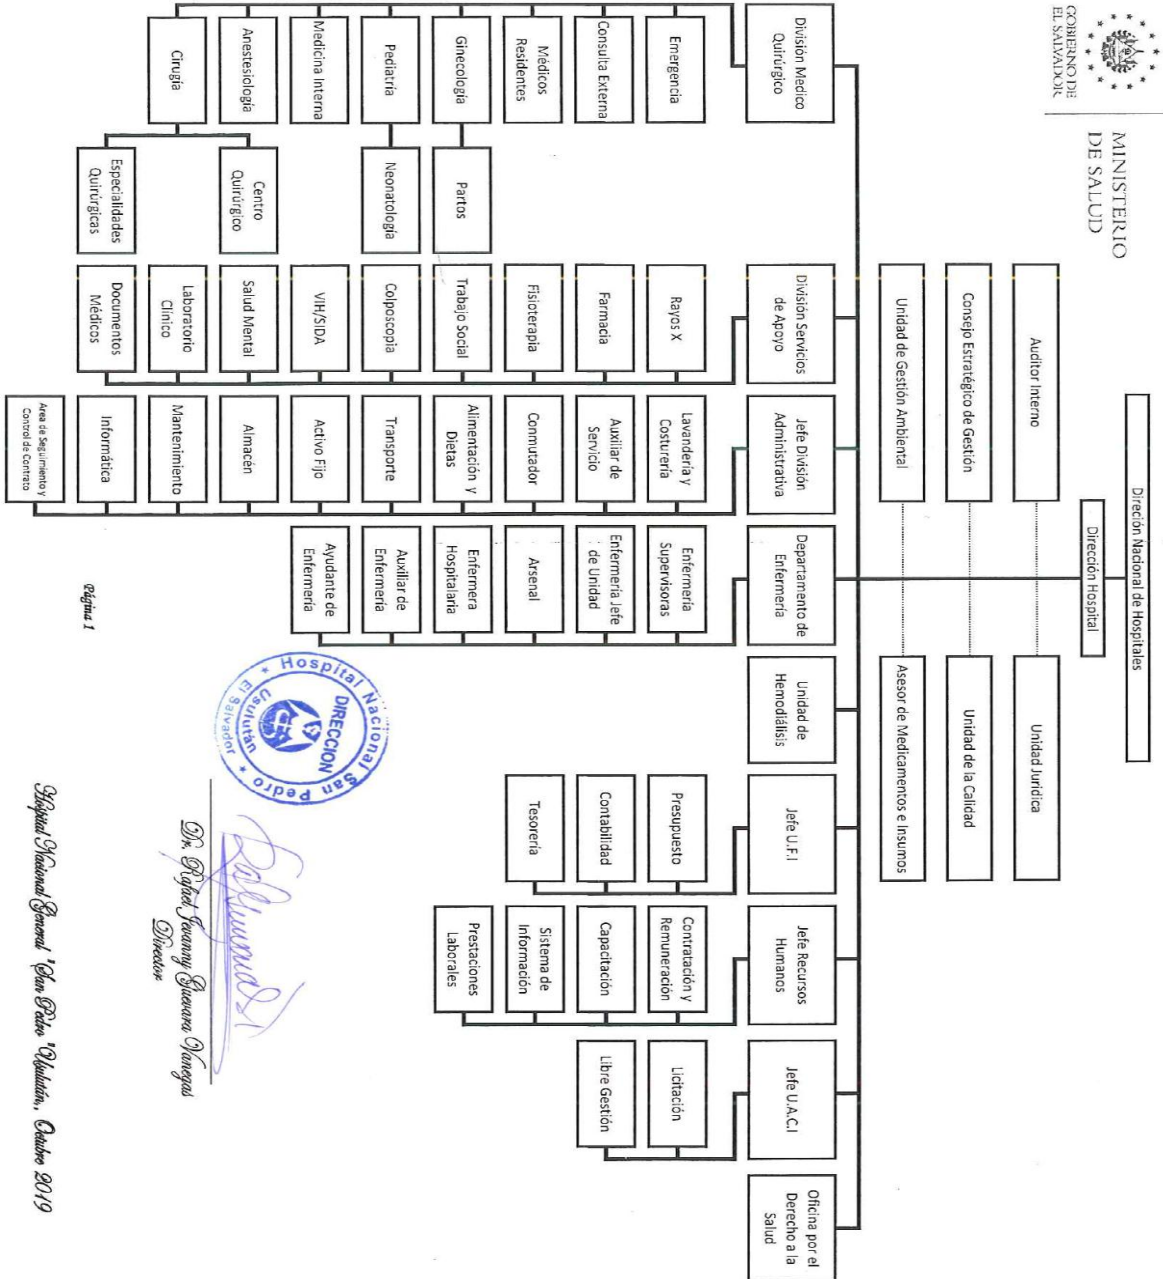 GOBIERNO DE
EL SALVADOR
MINISTERIO
DE SALUD
Direción Nacional de Hospitales
Dirección Hospital
Auditor Interno
Unidad Jurídica
Consejo Estratégico de Gestión
Unidad de la Calidad
Unidad de Gestión Ambiental
Asesor de Medicamentos e Insumos
División Medico
Quirúrgico
Emergencia
Consulta Externa
Médicos
Residentes
Ginecología
Partos
Pediatría
Neonatología
Medicina Interna
Anestesiología
Cirugía
Centro
Quirúrgico
Especialidades
Quirúrgicas
División Servicios
de Apoyo
Rayos X
Farmacia
Fisioterapia
Trabajo Social
Colposcopia
VIH/SIDA
Salud Mental
Laboratorio
Clínico
Documentos
Médicos
Jefe División
Administrativa
Lavandería y
Costurería
Auxiliar de
Servicio
Conmutador
Alimentación y
Dietas
Transporte
Activo Fijo
Almacén
Mantenimiento
Informática
Area de Seguimiento y
Control de Contrato
Departamento de
Enfermería
Enfermería
Supervisoras
Enfermería Jefe
de Unidad
Arsenal
Enfermera
Hospitalaria
Auxiliar de
Enfermería
Ayudante de
Enfermería
Unidad de
Hemodiálisis
Jefe U.F.I
Presupuesto
Contabilidad
Tesorería
Jefe Recursos
Humanos
Contratación y
Remuneración
Capacitación
Sistema de
Información
Prestaciones
Laborales
Jefe U.A.C.I
Licitación
Libre Gestión
Oficina por el
Derecho a la
Salud
Hospital Nacional San Pedro
DIRECCION
Usulután
El Salvador
Dr. Rafael Jovanny Guevara Vanegas
Director
Página 1
Hospital Nacional General "San Pedro "Usulután,, Octubre 2019